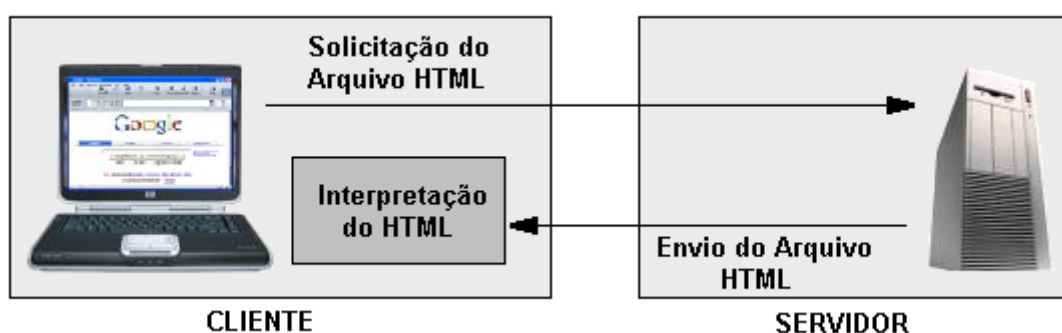 Solicitação do
Arquivo HTML
Google
Interpretação
do HTML
Envio do Arquivo
HTML
CLIENTE
SERVIDOR